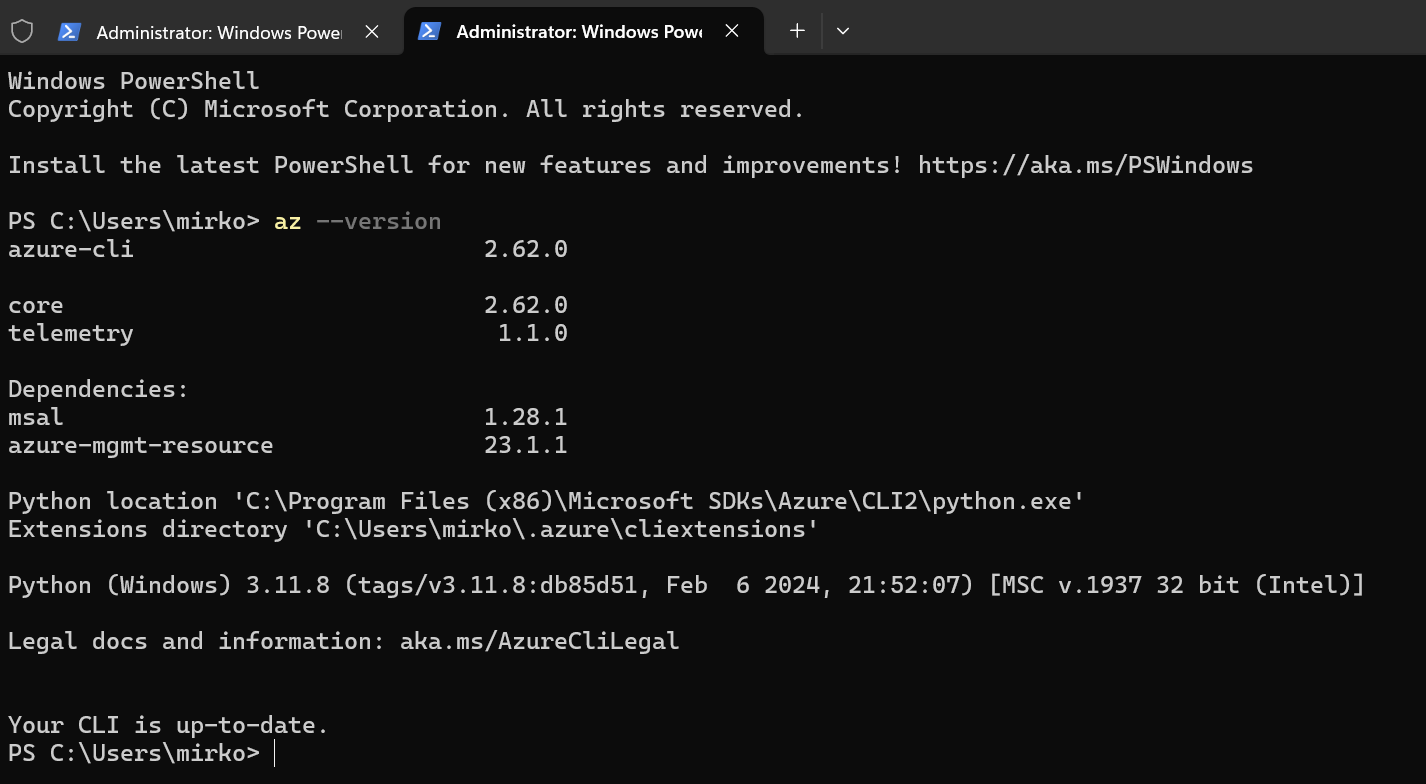 Administrator: Windows Power
Administrator: Windows Powe
Windows PowerShell
Copyright (C) Microsoft Corporation. All rights reserved.
Install the latest PowerShell for new features and improvements! https://aka.ms/PSWindows
PS C:\Users\mirko> az --version
azure-cli                         2.62.0
core                              2.62.0
telemetry                          1.1.0
Dependencies:
msal                              1.28.1
azure-mgmt-resource               23.1.1
Python location 'C:\Program Files (x86)\Microsoft SDKs\Azure\CLI2\python.exe'
Extensions directory 'C:\Users\mirko\.azure\cliextensions'
Python (Windows) 3.11.8 (tags/v3.11.8:db85d51, Feb  6 2024, 21:52:07) [MSC v.1937 32 bit (Intel)]
Legal docs and information: aka.ms/AzureCliLegal
Your CLI is up-to-date.
PS C:\Users\mirko>